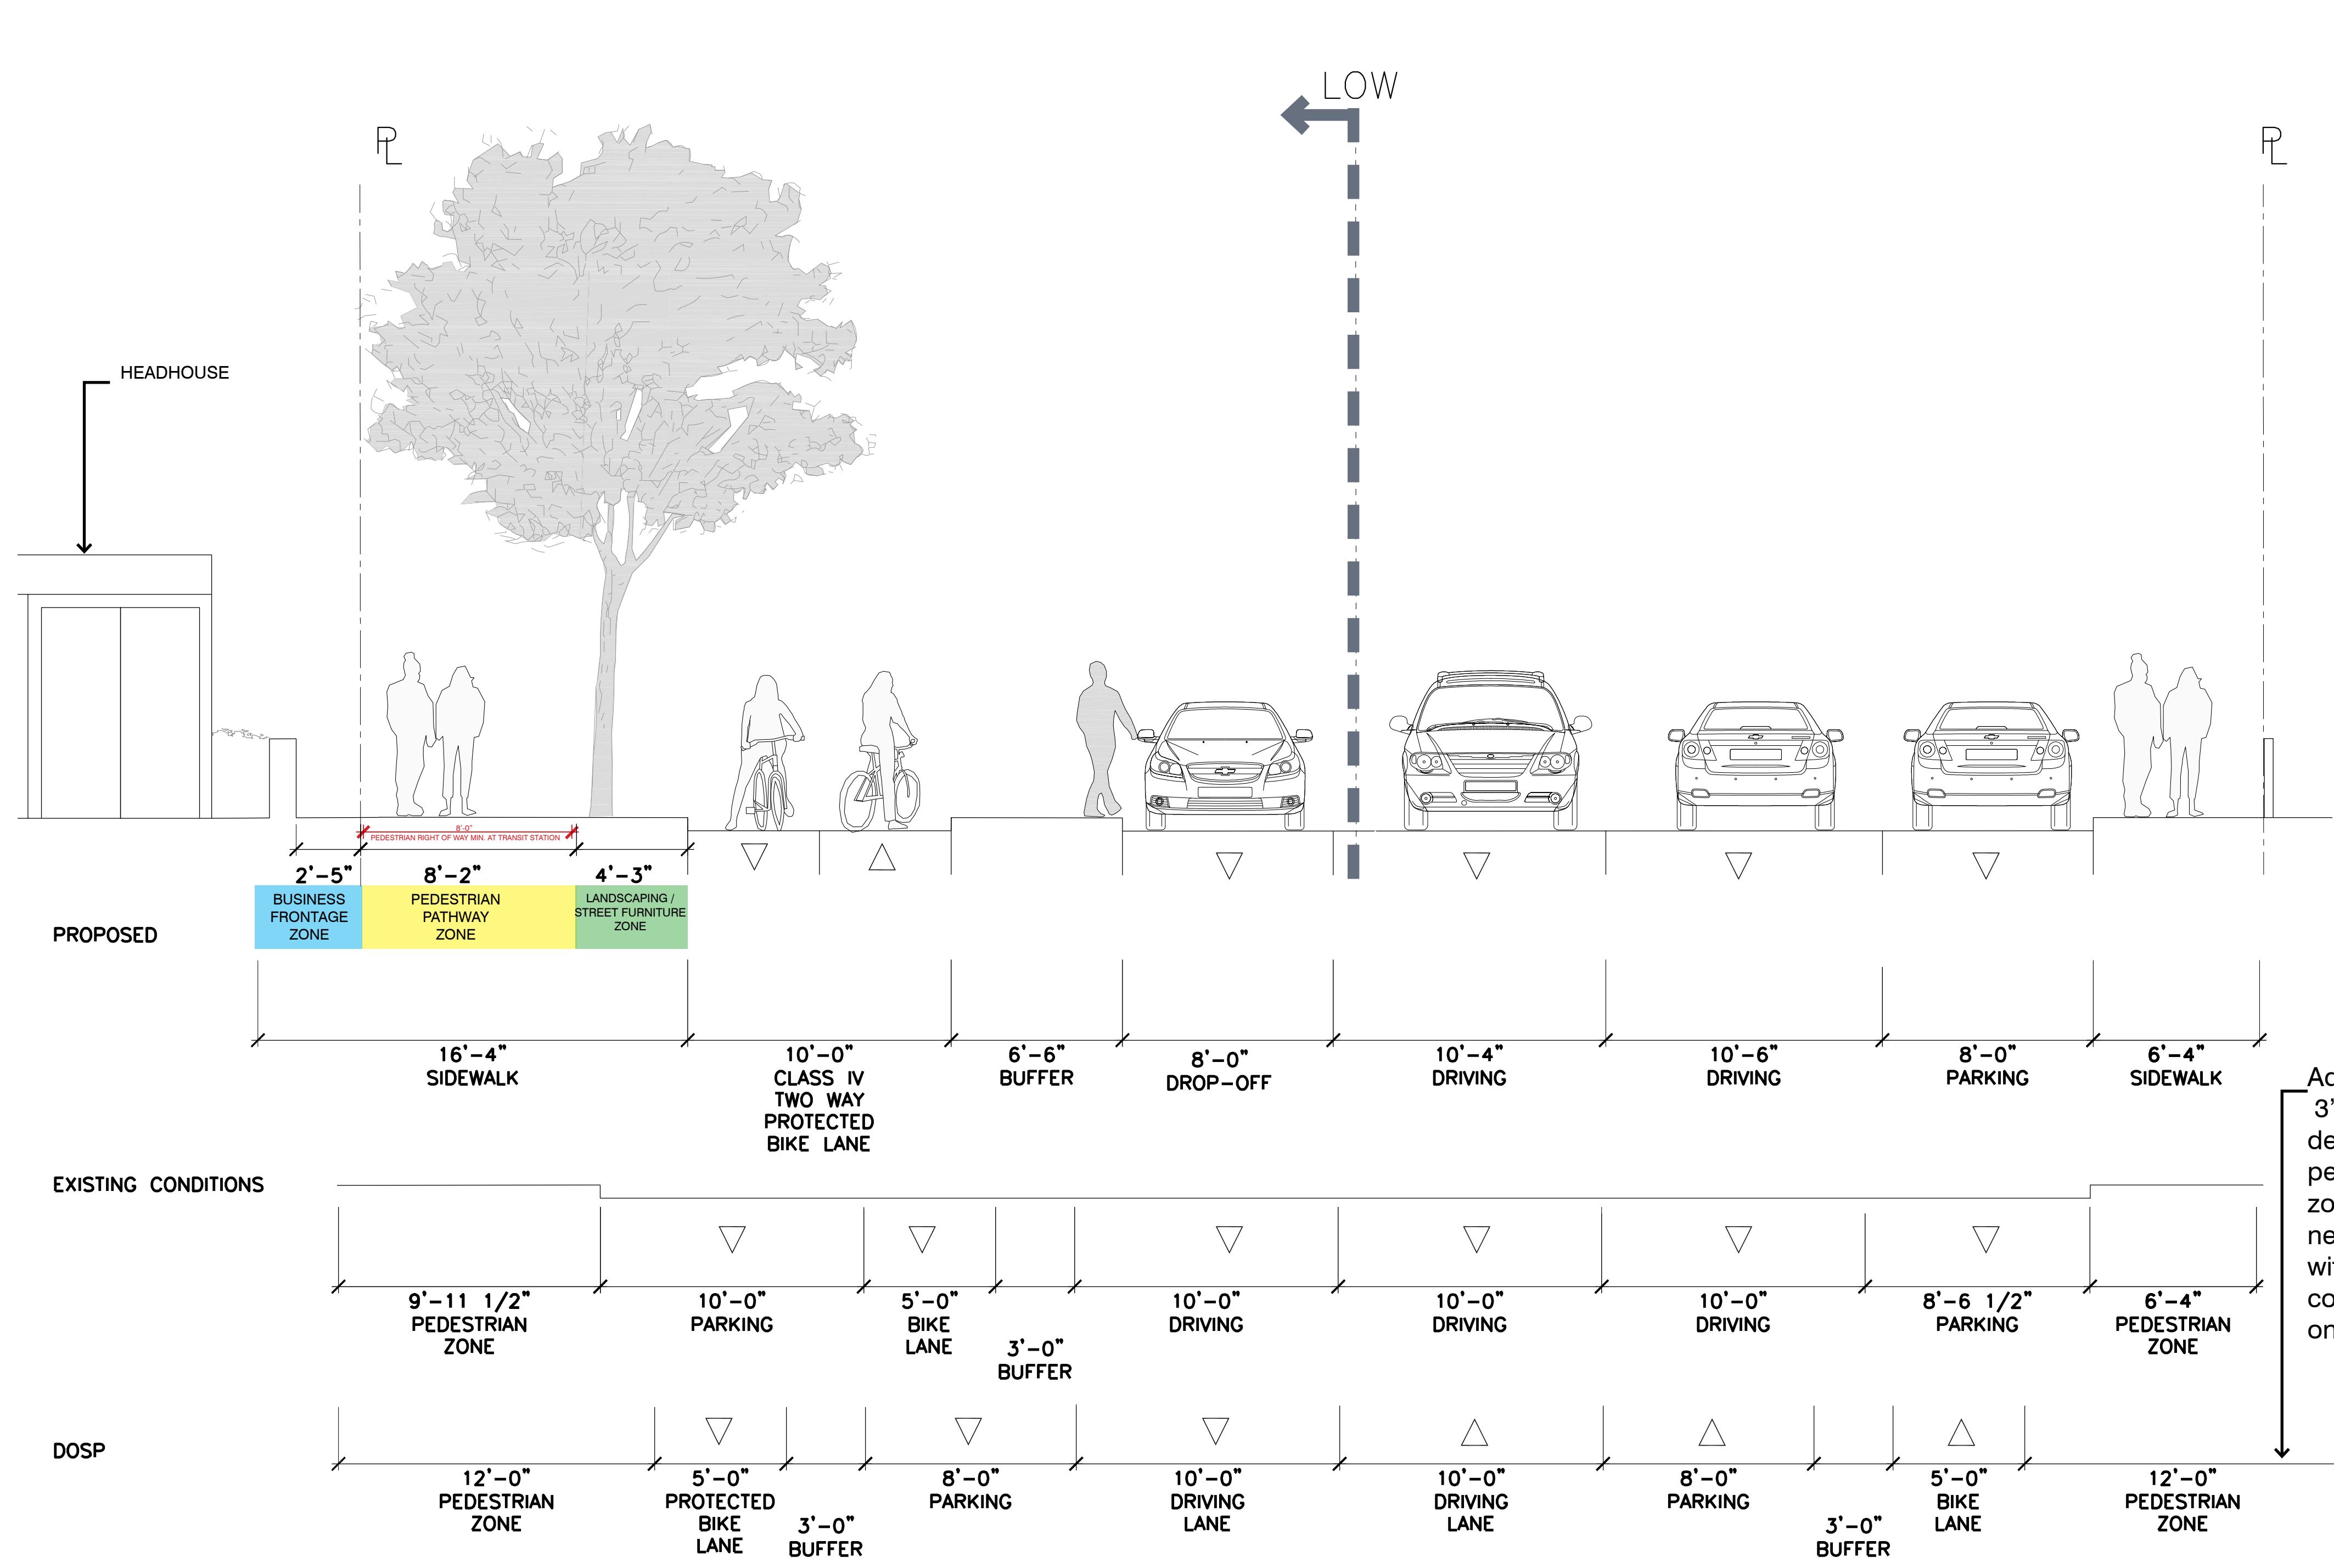 LOW
PL
PL
HEADHOUSE
8'-0"
PEDESTRIAN RIGHT OF WAY MIN. AT TRANSIT STATION
2'-5"
8'-2"
4'-3"
BUSINESS
FRONTAGE
ZONE
PEDESTRIAN
PATHWAY
ZONE
LANDSCAPING /
STREET FURNITURE
ZONE
PROPOSED
16'-4"
SIDEWALK
10'-0"
CLASS IV
TWO WAY
PROTECTED
BIKE LANE
6'-6"
BUFFER
8'-0"
DROP-OFF
10'-4"
DRIVING
10'-6"
DRIVING
8'-0"
PARKING
6'-4"
SIDEWALK
3'
EXISTING CONDITIONS
9'-11 1/2"
PEDESTRIAN
ZONE
10'-0"
PARKING
5'-0"
BIKE
LANE
3'-0"
BUFFER
10'-0"
DRIVING
10'-0"
DRIVING
10'-0"
DRIVING
8'-6 1/2"
PARKING
6'-4"
PEDESTRIAN
ZONE
DOSP
12'-0"
PEDESTRIAN
ZONE
5'-0"
PROTECTED
BIKE
LANE
3'-0"
BUFFER
8'-0"
PARKING
10'-0"
DRIVING
LANE
10'-0"
DRIVING
LANE
8'-0"
PARKING
3'-0"
BUFFER
5'-0"
BIKE
LANE
12'-0"
PEDESTRIAN
ZONE